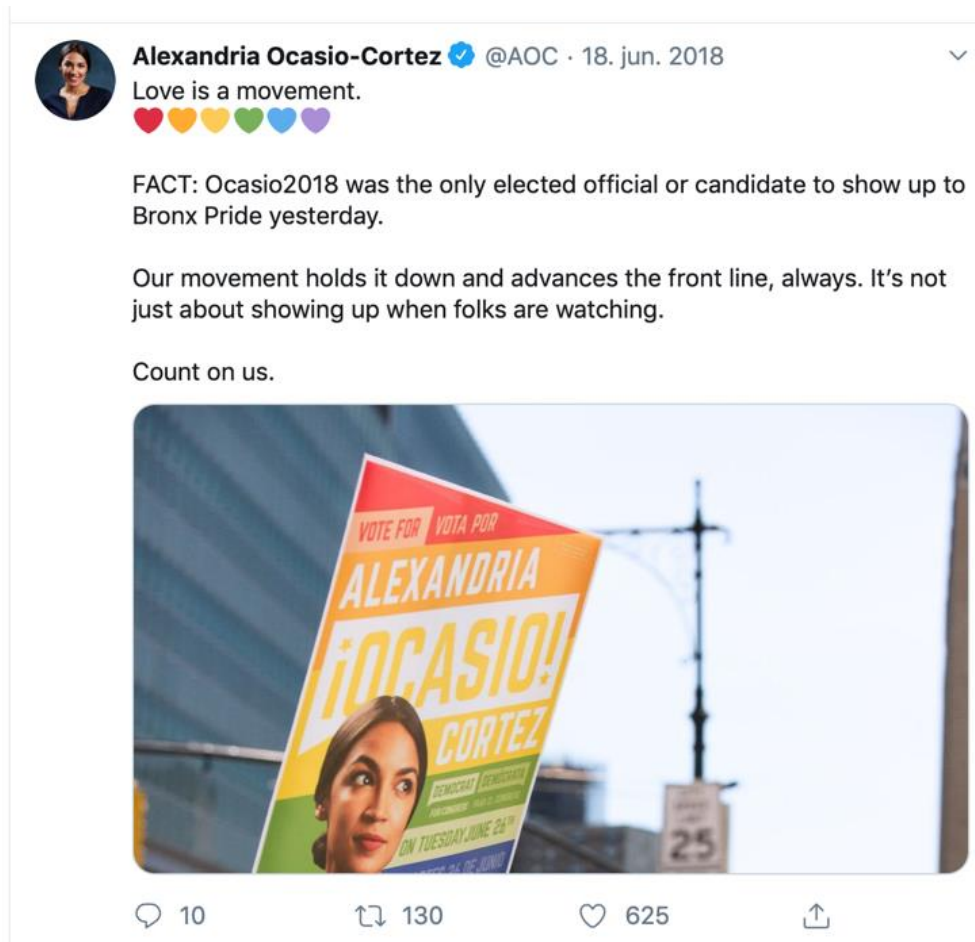 Alexandria Ocasio-Cortez @AOC · 18. jun. 2018
Love is a movement.
❤️🧡💛💚💙💜
FACT: Ocasio2018 was the only elected official or candidate to show up to
Bronx Pride yesterday.
Our movement holds it down and advances the front line, always. It’s not
just about showing up when folks are watching.
Count on us.
VOTE FOR VOTA POR
ALEXANDRIA
¡OCASIO!
CORTEZ
DEMOCRAT DEMÓCRATA
ON TUESDAY JUNE 26TH
26 DE JUNIO
25
10 130 625